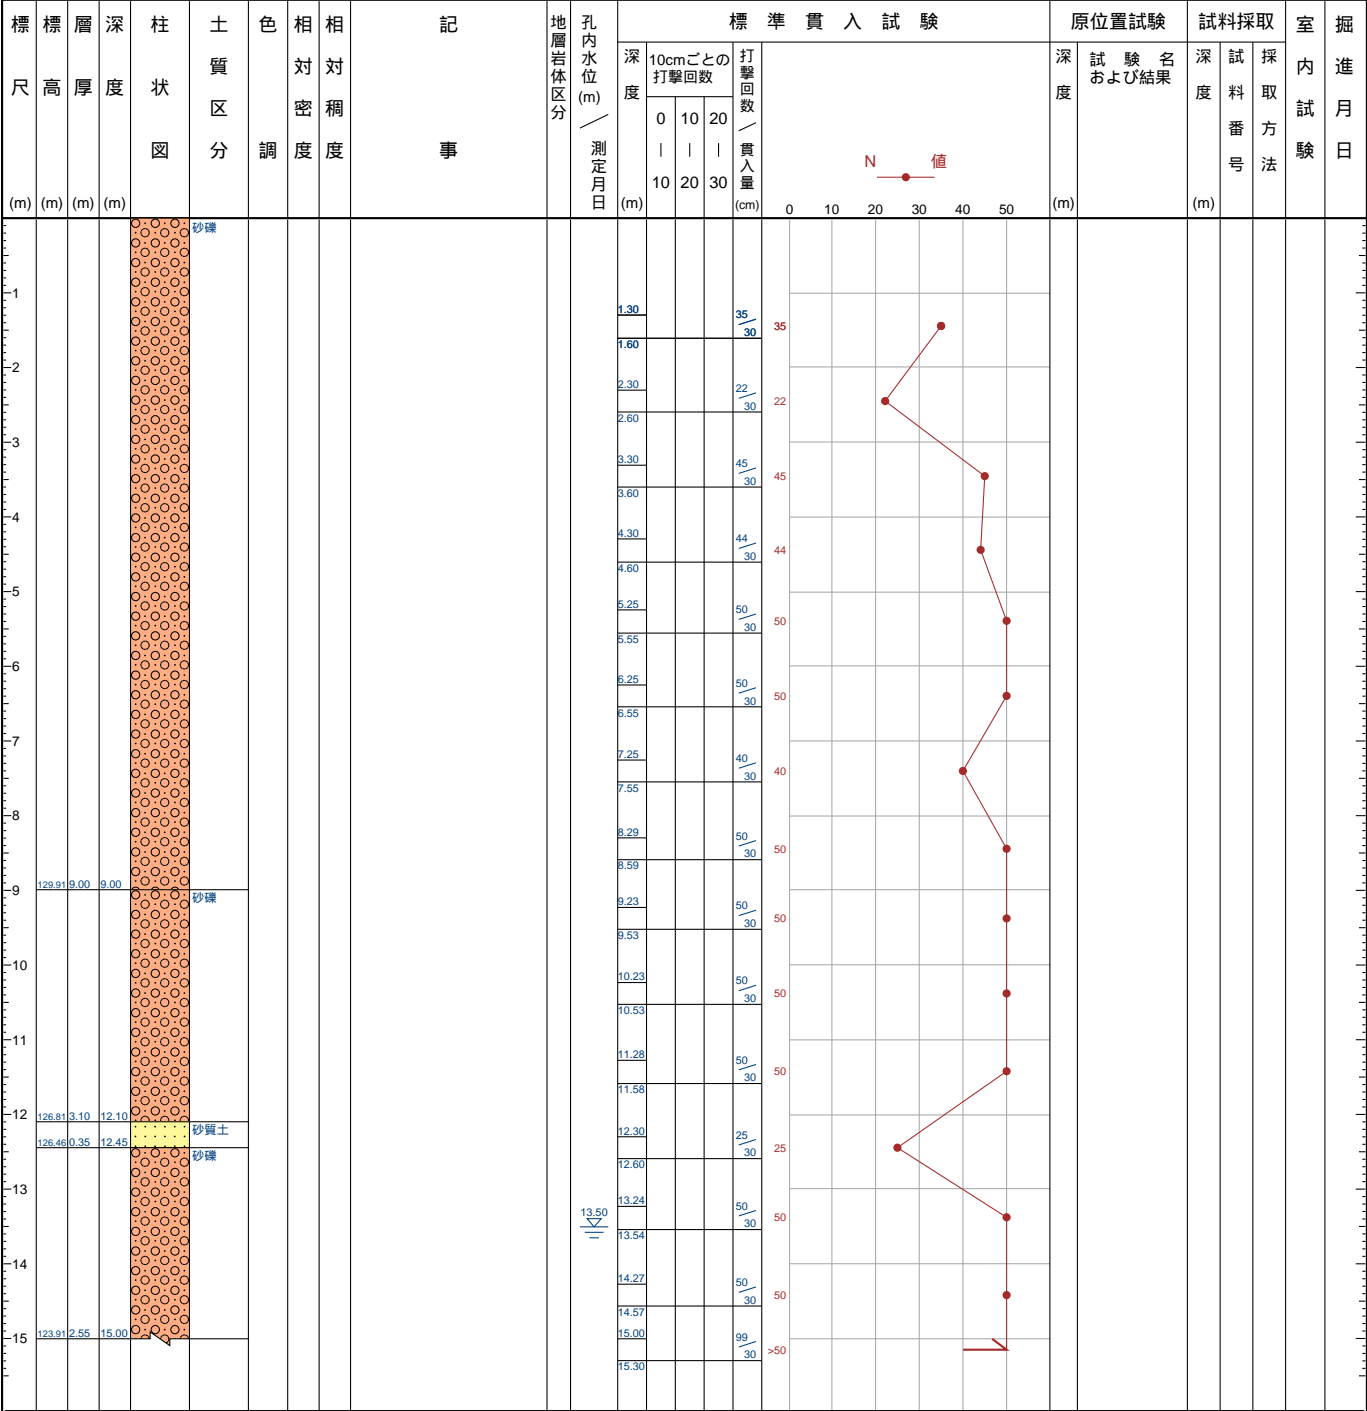 標尺(m)
標高(m)
層厚(m)
深度(m)
柱状図
土質区分
色調
相対密度
相対稠度
記事
地層岩体区分
孔内水位(m)/測定月日
標準貫入試験
深度(m)
10cmごとの
打撃回数
0 10 20
| | |
10 20 30
打撃回数/貫入量(cm)
N 値
0 10 20 30 40 50
原位置試験
深度(m)
試験名
および結果
試料採取
深度(m)
試料番号
採取方法
室内試験
掘進月日
砂礫
1
1.30 35
30 35
1.60
2
2.30 22
30 22
2.60
3
3.30 45
30 45
3.60
4
4.30 44
30 44
4.60
5
5.25 50
30 50
5.55
6
6.25 50
30 50
6.55
7
7.25 40
30 40
7.55
8
8.29 50
30 50
8.59
129.91 9.00 9.00
9
砂礫
9.23 50
30 50
9.53
10
10.23 50
30 50
10.53
11
11.28 50
30 50
11.58
12
126.81 3.10 12.10
砂質土
12.30 25
126.46 0.35 12.45
30 25
砂礫
12.60
13
13.24 50
13.50
30 50
13.54
14
14.27 50
30 50
14.57
123.91 2.55 15.00
15
15.00 99
30 >50
15.30